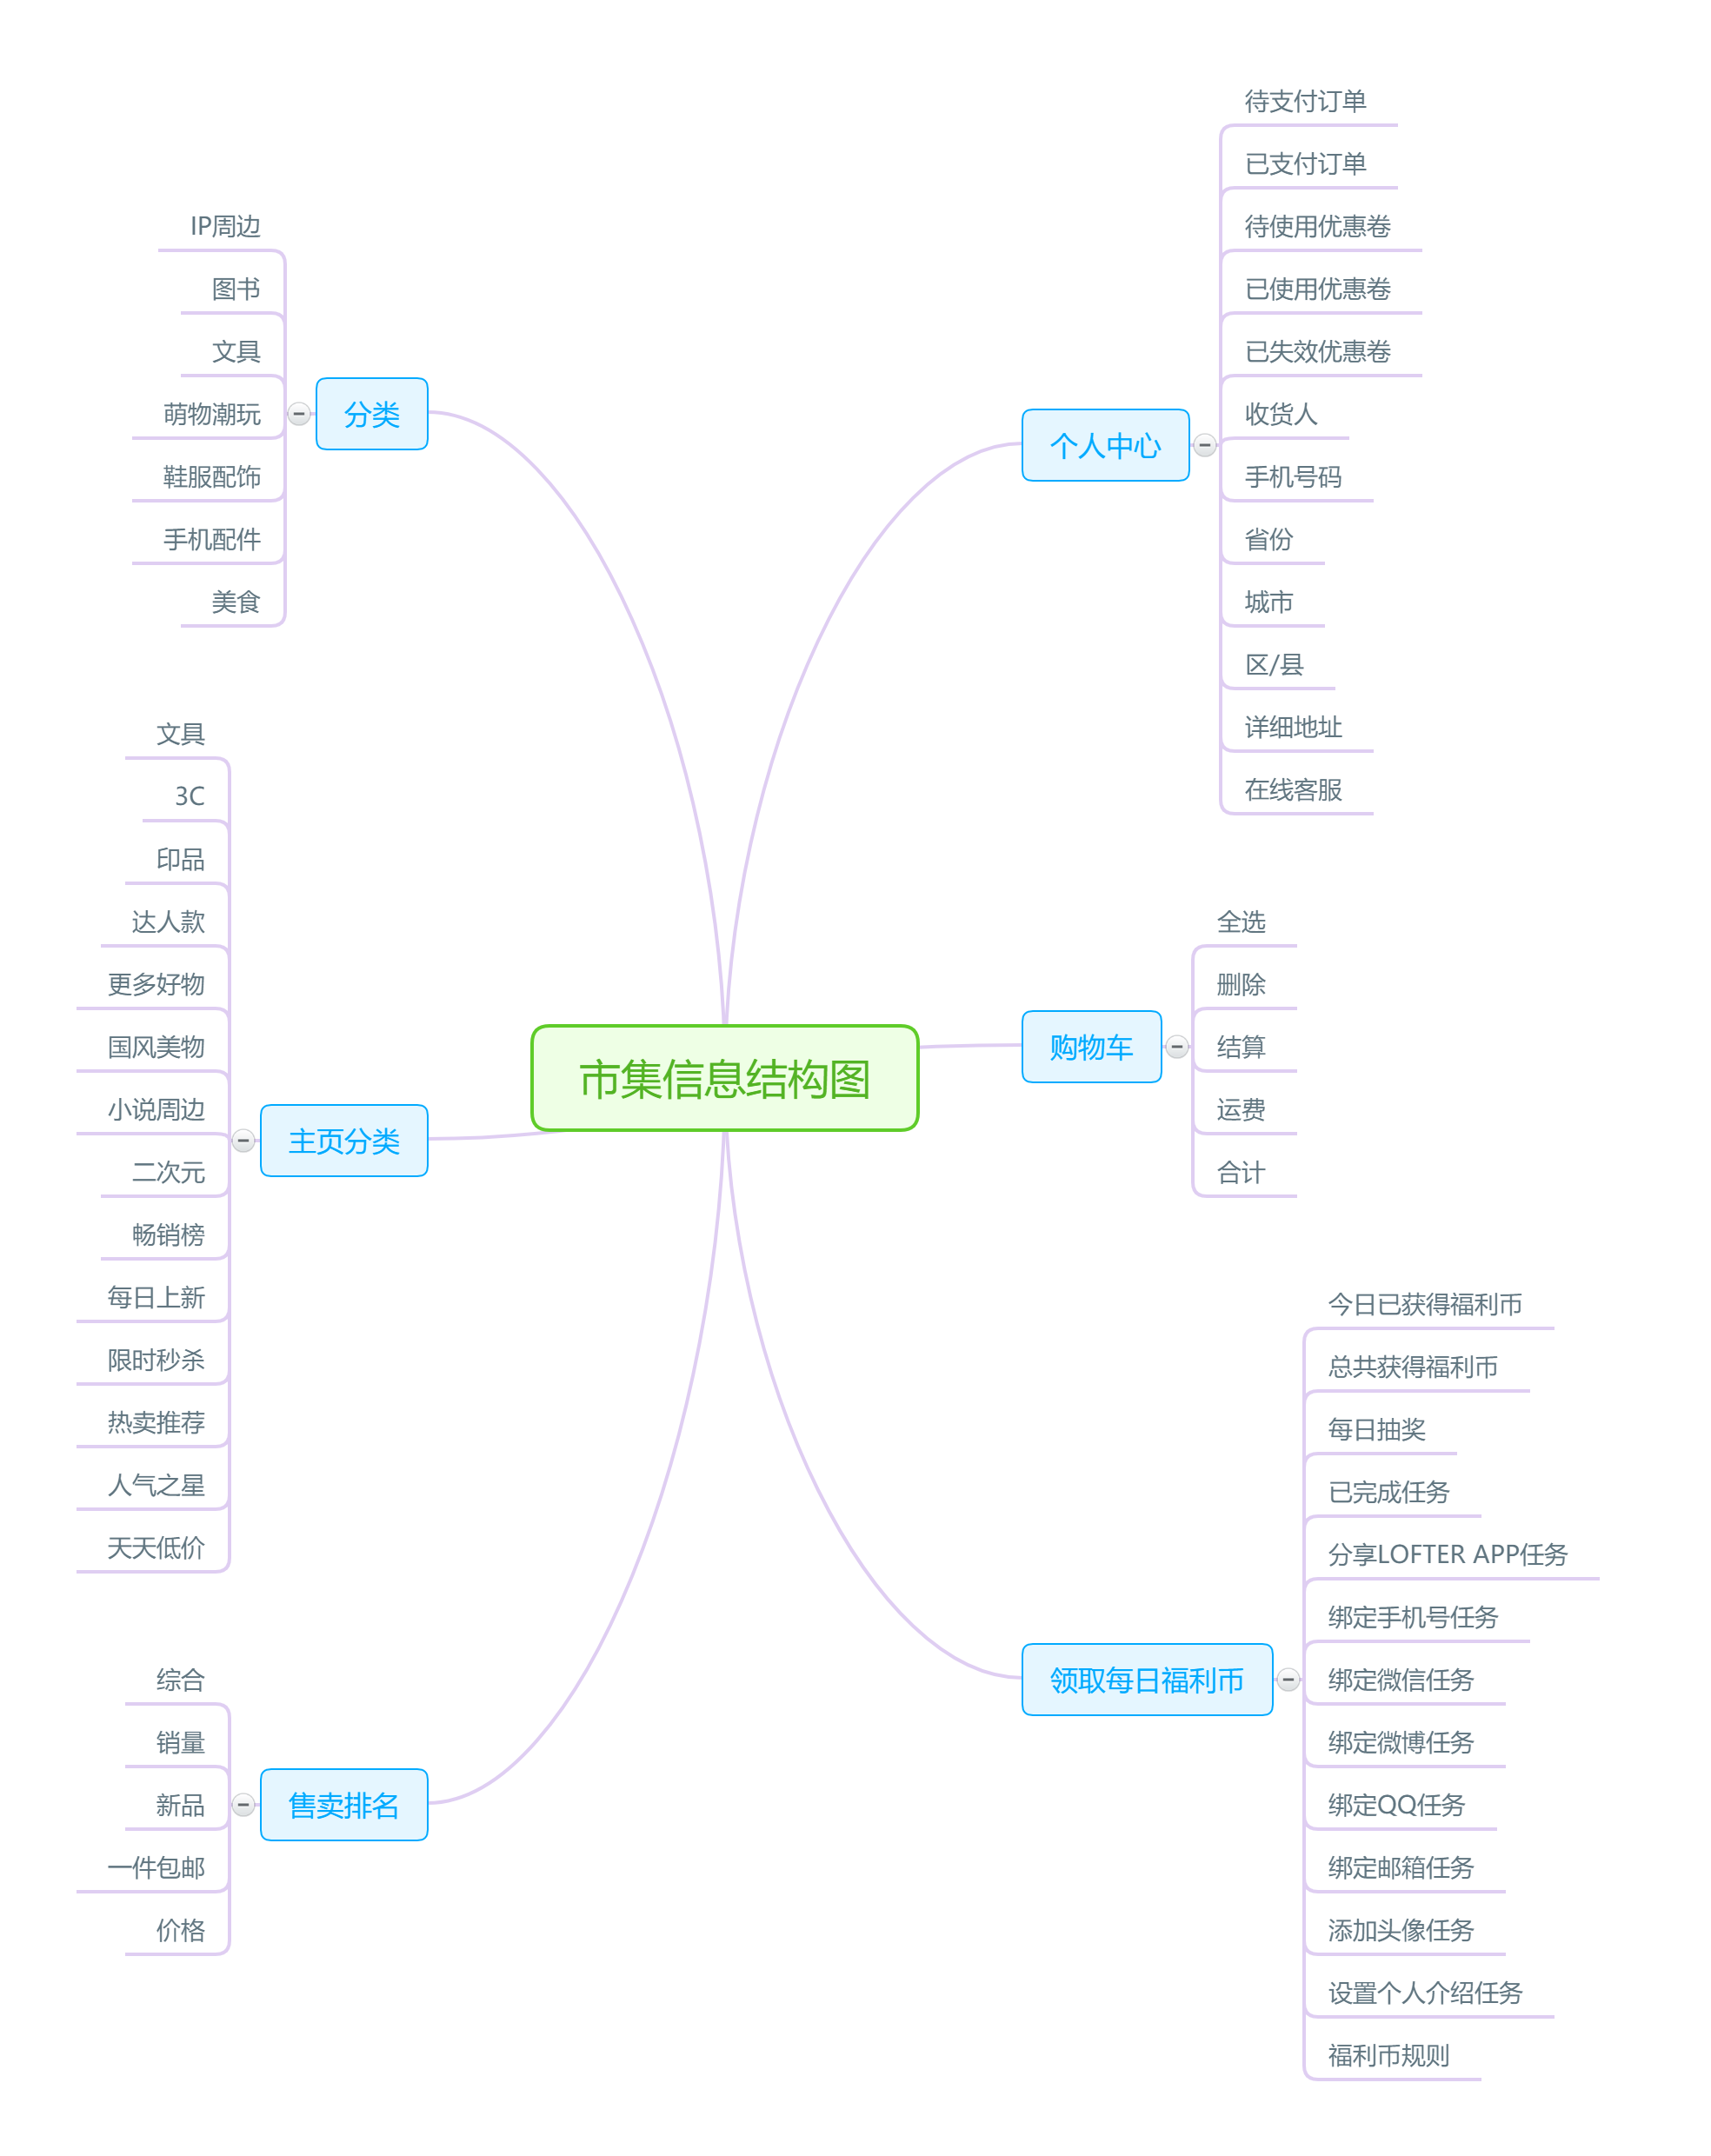 市集信息结构图
个人中心
待支付订单
已支付订单
待使用优惠卷
已使用优惠卷
已失效优惠卷
收货人
手机号码
省份
城市
区/县
详细地址
在线客服
购物车
全选
删除
结算
运费
合计
领取每日福利币
今日已获得福利币
总共获得福利币
每日抽奖
已完成任务
分享LOFTER APP任务
绑定手机号任务
绑定微信任务
绑定微博任务
绑定QQ任务
绑定邮箱任务
添加头像任务
设置个人介绍任务
福利币规则
分类
IP周边
图书
文具
萌物潮玩
鞋服配饰
手机配件
美食
主页分类
文具
3C
印品
达人款
更多好物
国风美物
小说周边
二次元
畅销榜
每日上新
限时秒杀
热卖推荐
人气之星
天天低价
售卖排名
综合
销量
新品
一件包邮
价格